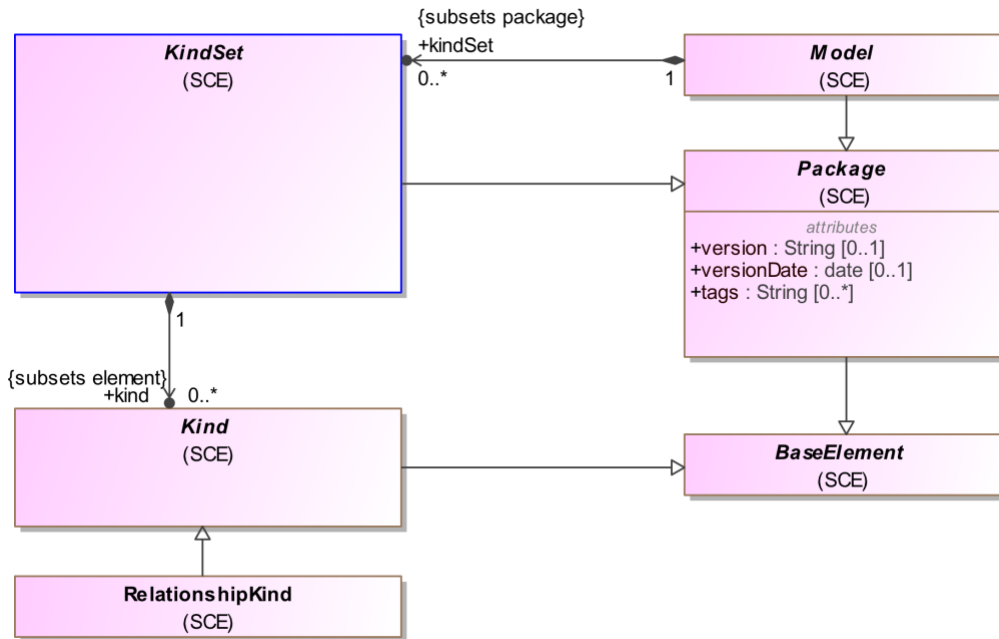 {subsets package}
+kindSet
0..*
1
KindSet
(SCE)
Model
(SCE)
Package
(SCE)
attributes
+version : String [0..1]
+versionDate : date [0..1]
+tags : String [0..*]
1
{subsets element}
+kind
0..*
Kind
(SCE)
BaseElement
(SCE)
RelationshipKind
(SCE)